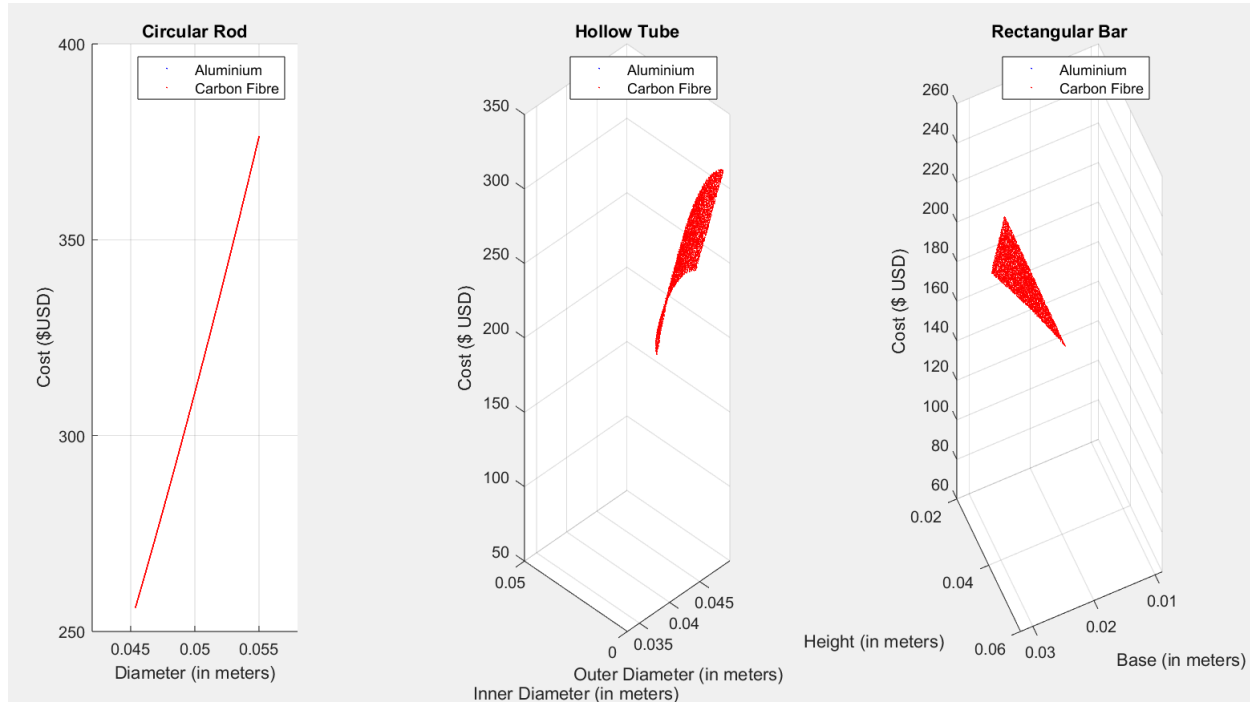 Circular Rod
Aluminium
Carbon Fibre
400
350
300
250
Cost ($USD)
0.045 0.05 0.055
Diameter (in meters)
Hollow Tube
Aluminium
Carbon Fibre
350
300
250
200
150
100
50
Cost ($ USD)
0.05
0
0.045
0.04
0.035
Outer Diameter (in meters)
Inner Diameter (in meters)
Rectangular Bar
Aluminium
Carbon Fibre
260
240
220
200
180
160
140
120
100
80
60
Cost ($ USD)
0.02
0.04
0.06
0.01
0.02
0.03
Height (in meters)
Base (in meters)